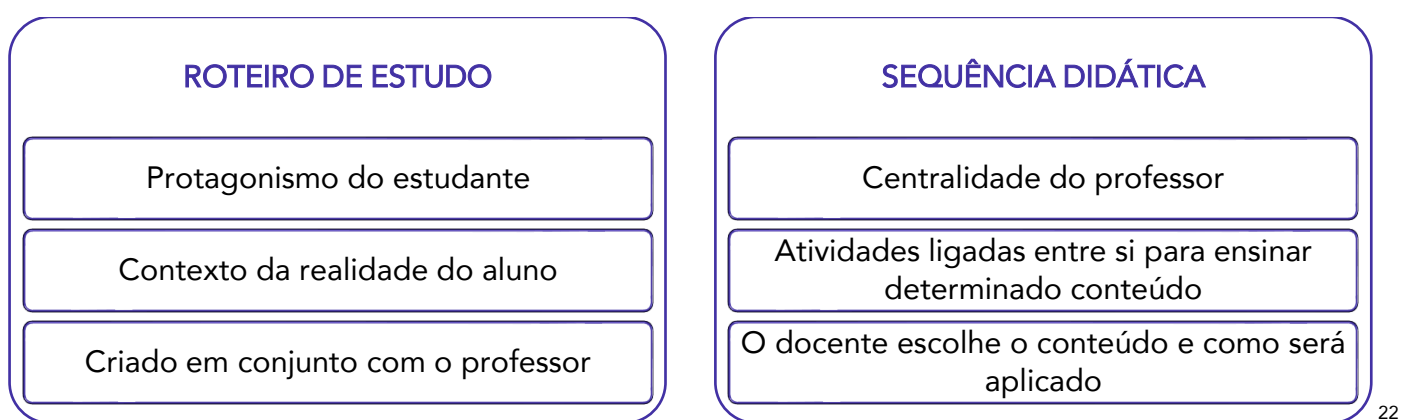 ROTEIRO DE ESTUDO
Protagonismo do estudante
Contexto da realidade do aluno
Criado em conjunto com o professor
SEQUÊNCIA DIDÁTICA
Centralidade do professor
Atividades ligadas entre si para ensinar
determinado conteúdo
O docente escolhe o conteúdo e como será
aplicado
22